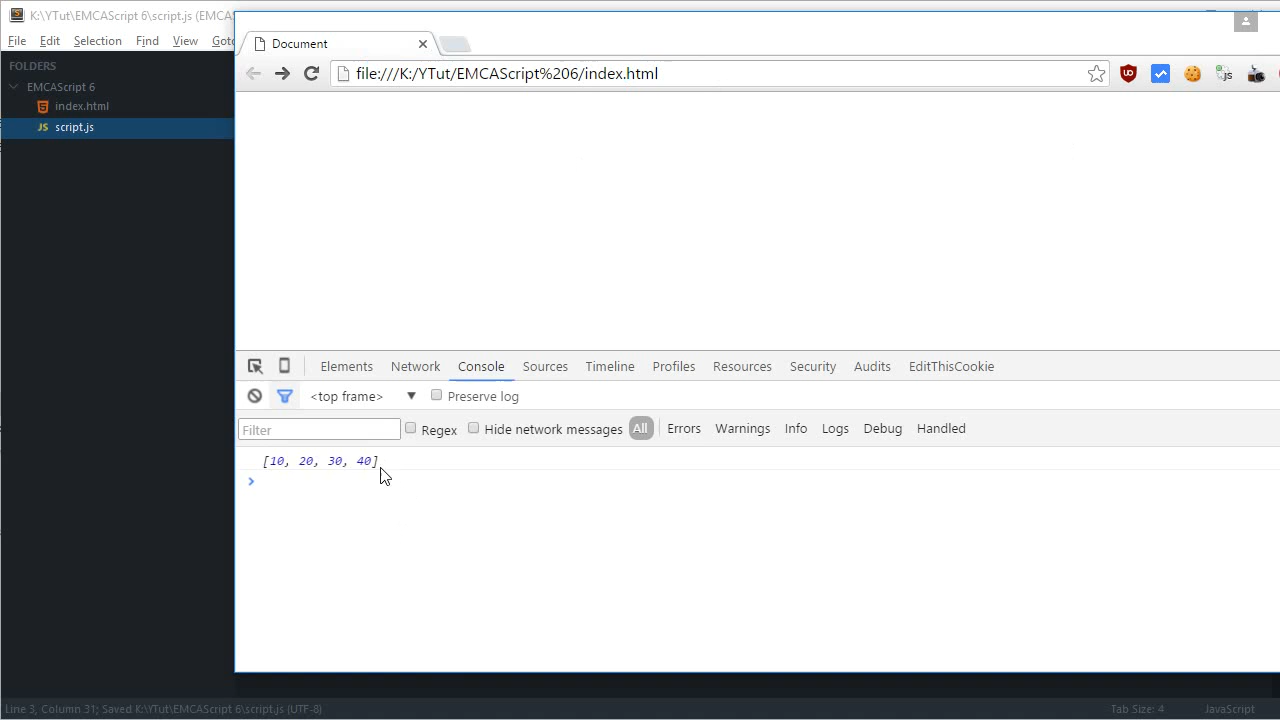 K:\YTut\EMCAScript 6\script.js (EMCAS
File Edit Selection Find View Goto
FOLDERS
EMCAScript 6
index.html
JS script.js
Document
file:///K:/YTut/EMCAScript%206/index.html
Elements Network Console Sources Timeline Profiles Resources Security Audits EditThisCookie
<top frame> Preserve log
Filter Regex Hide network messages All Errors Warnings Info Logs Debug Handled
[10, 20, 30, 40]
Line 3, Column 31; Saved K:\YTut\EMCAScript 6\script.js (UTF-8) Tab Size: 4 JavaScript